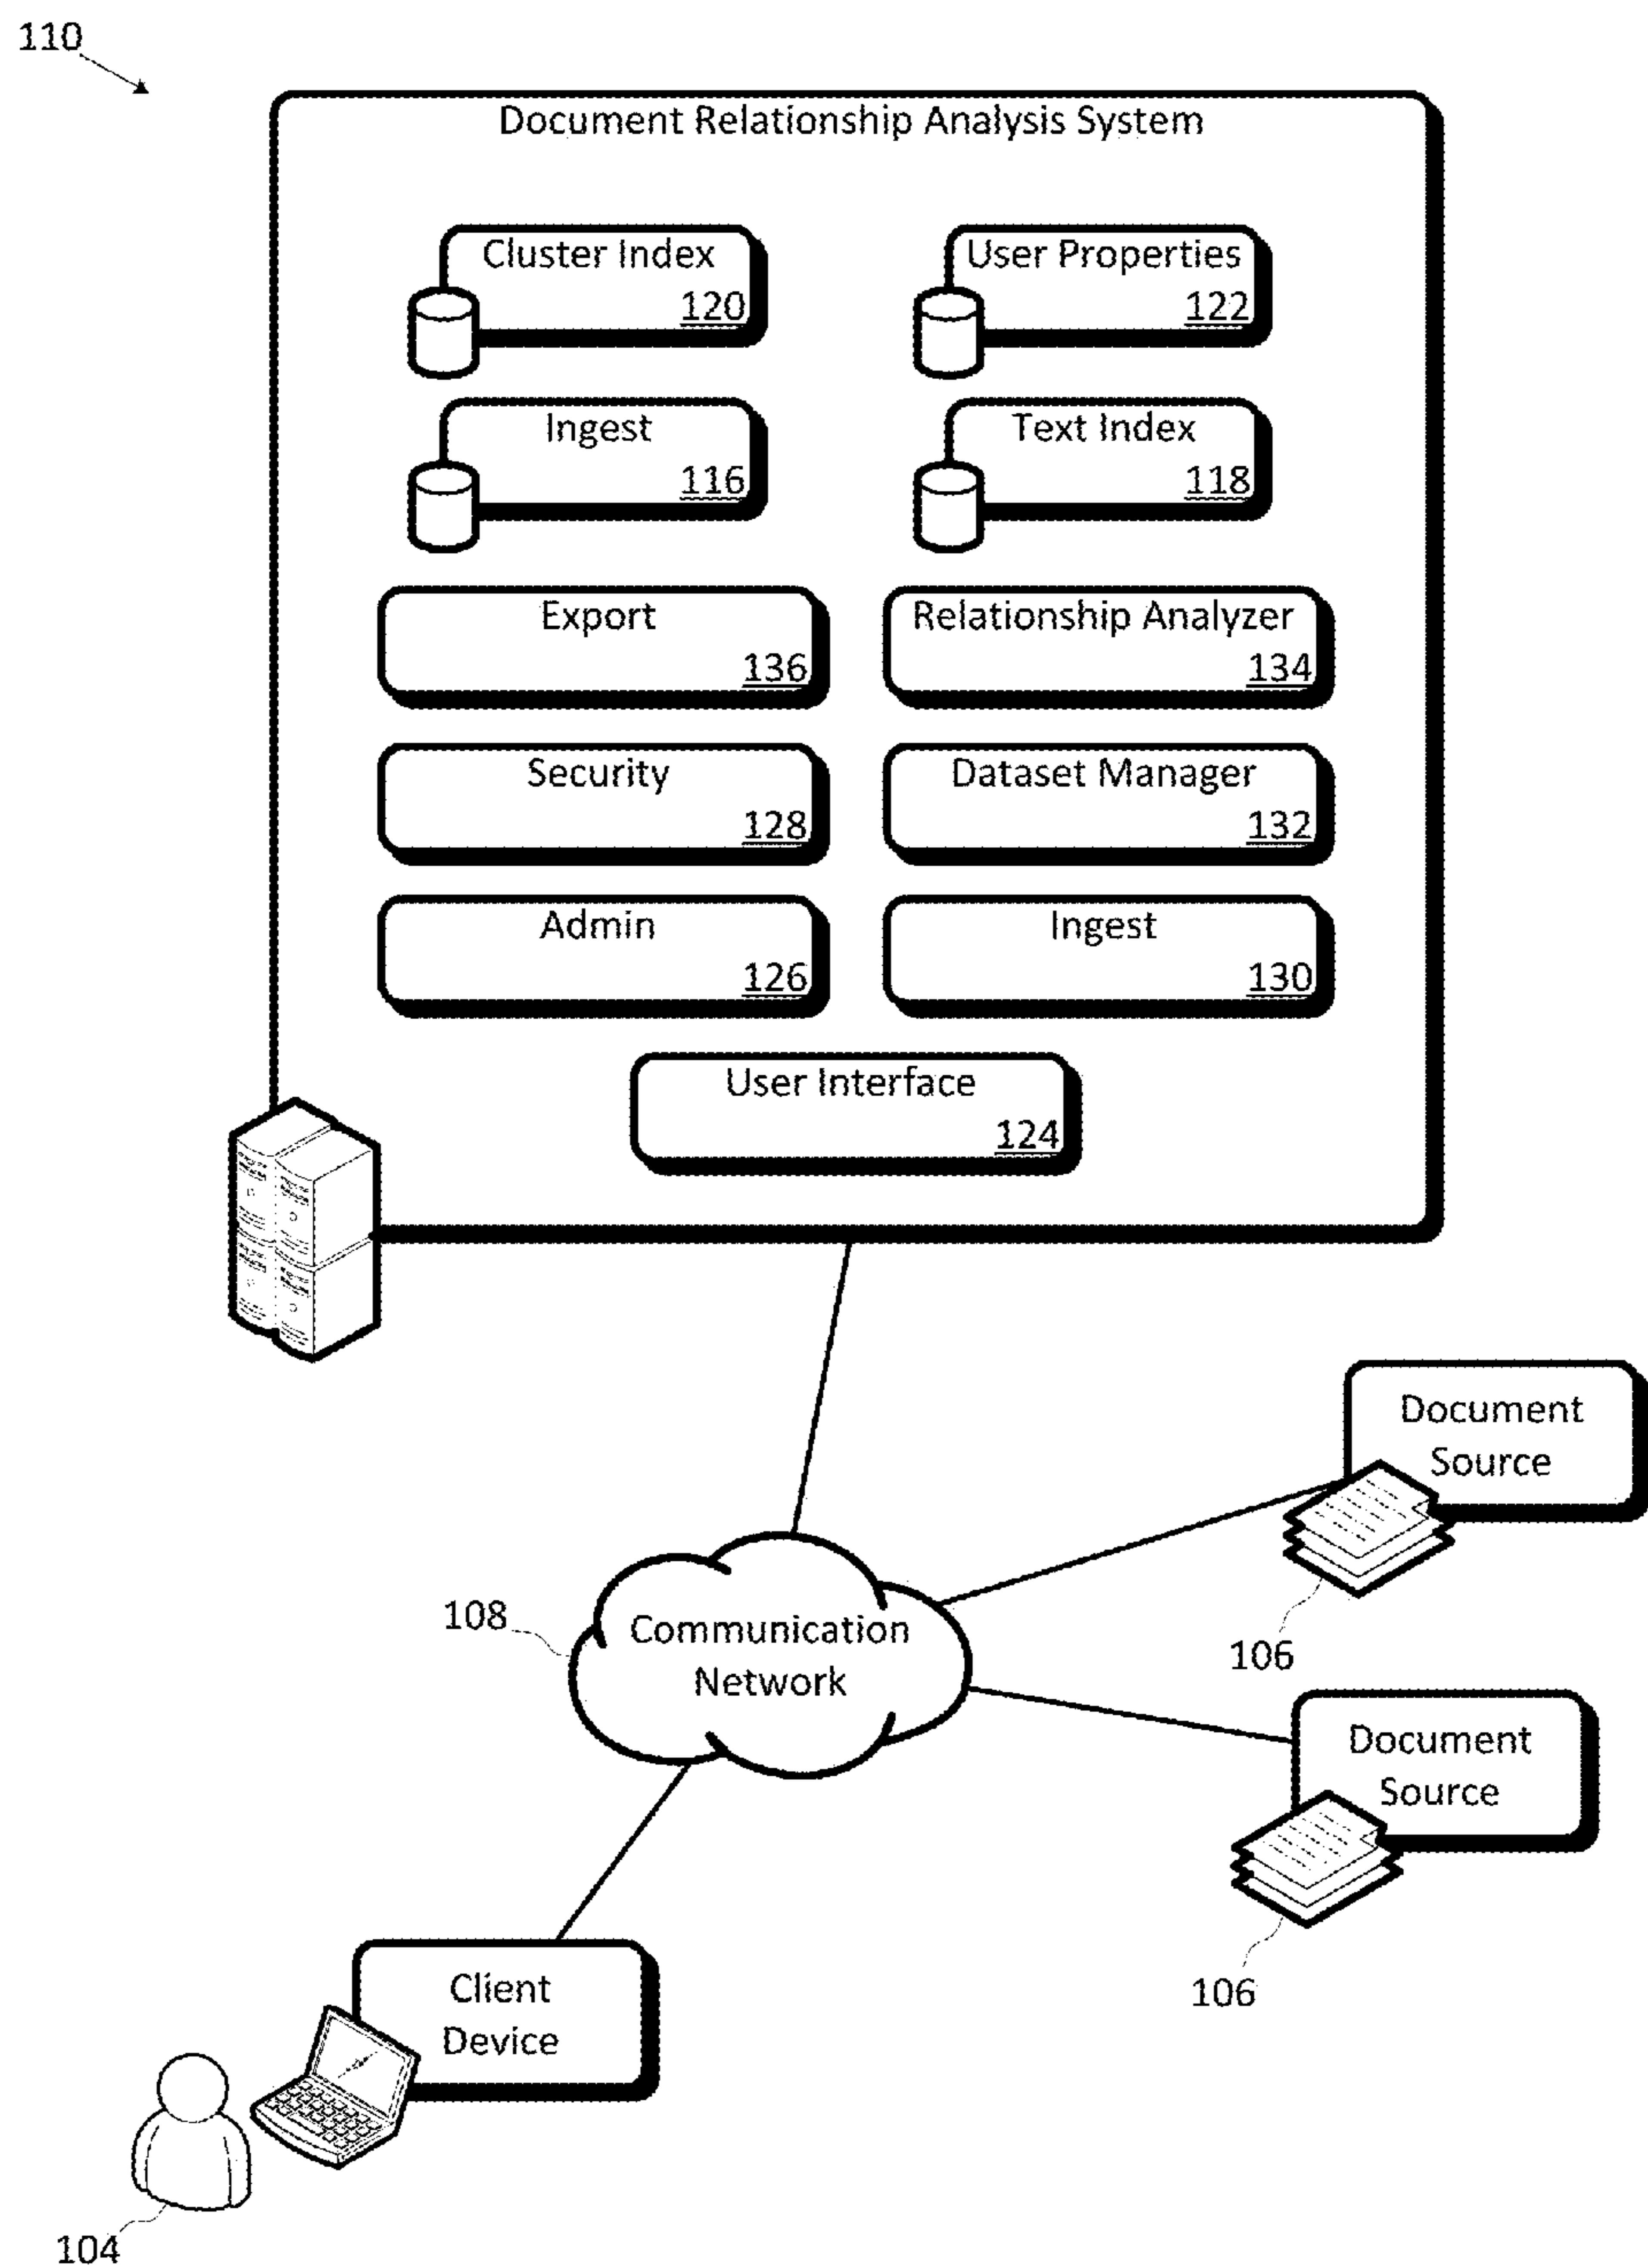 110
Document Relationship Analysis System
Cluster Index
120
User Properties
122
Ingest
116
Text Index
118
Export
136
Relationship Analyzer
134
Security
128
Dataset Manager
132
Admin
126
Ingest
130
User Interface
124
Document
Source
106
108
Communication
Network
Document
Source
106
Client
Device
104